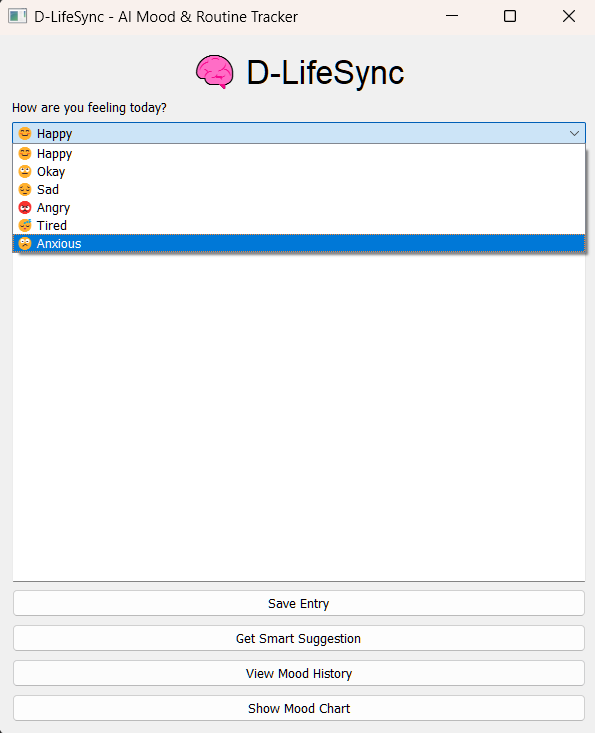 D-LifeSync - AI Mood & Routine Tracker
D-LifeSync
How are you feeling today?
Happy
Happy
Okay
Sad
Angry
Tired
Anxious
Save Entry
Get Smart Suggestion
View Mood History
Show Mood Chart